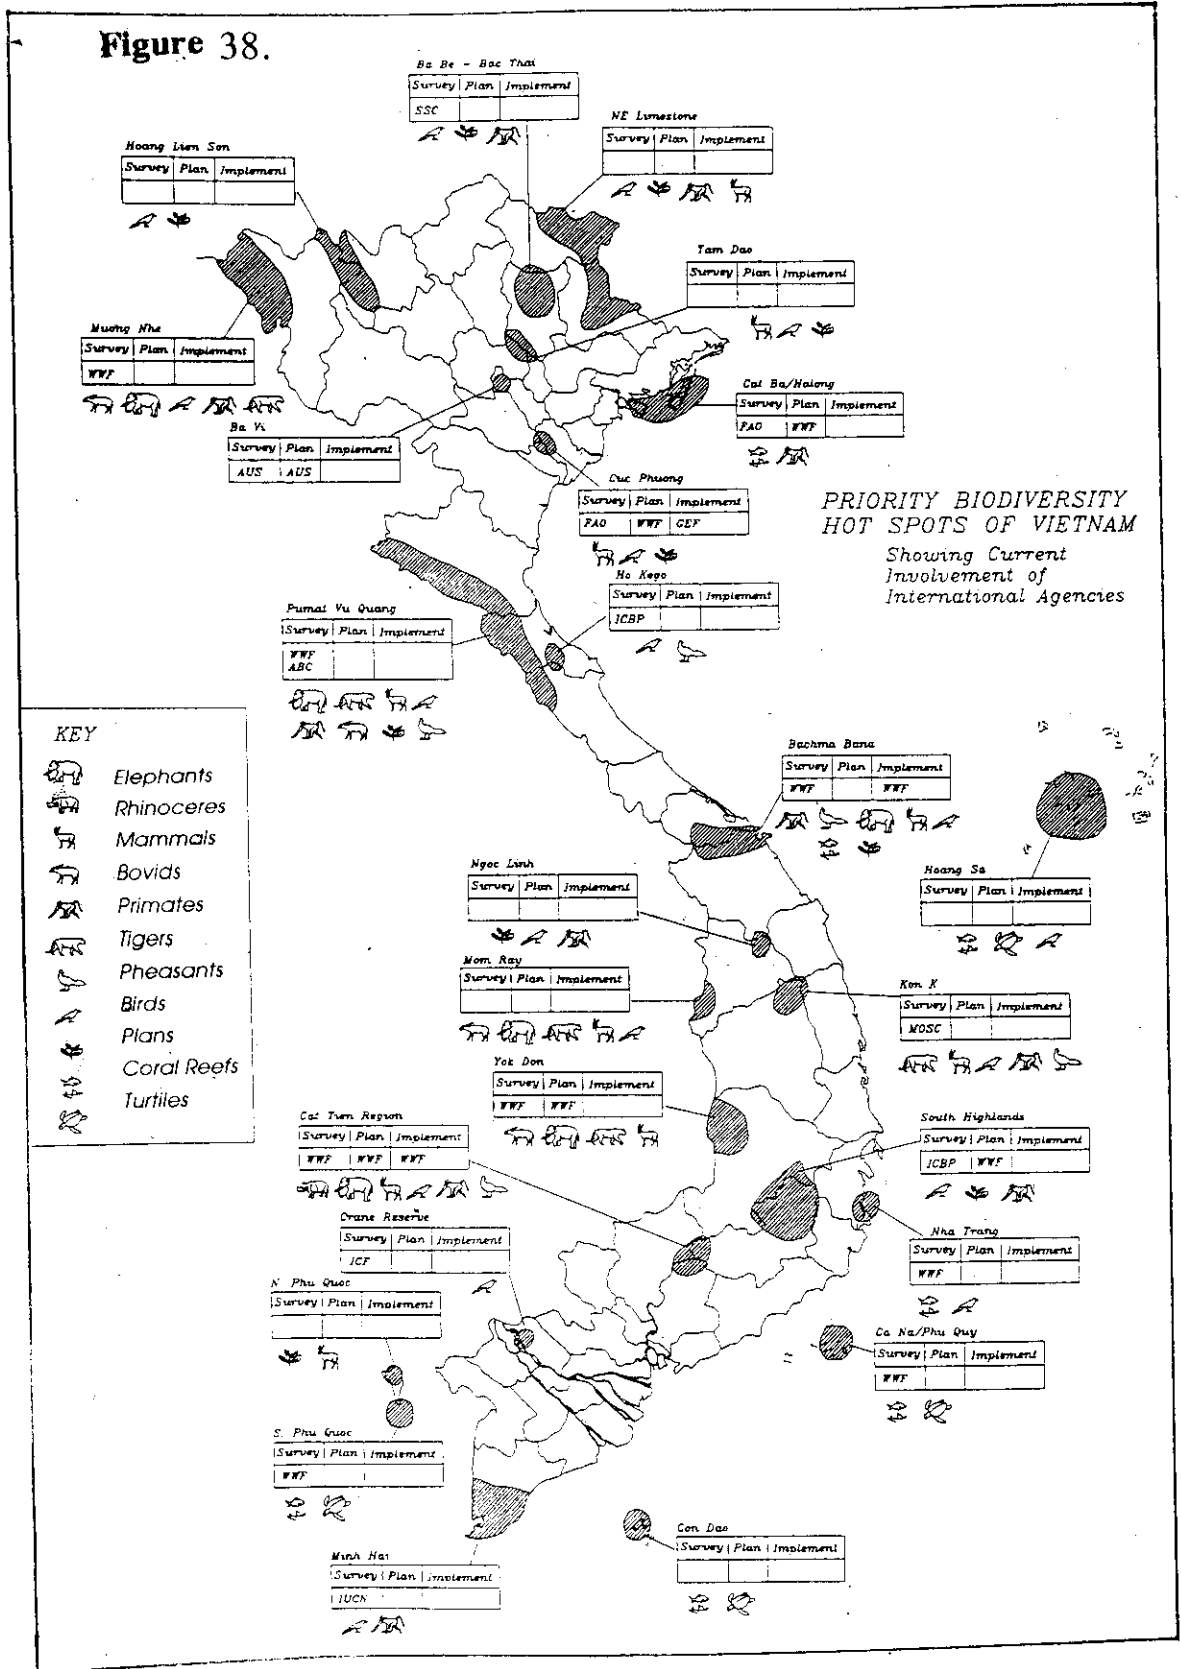 Figure 38.
Ba Be - Bac Thai
Survey Plan Implement
SSC
NE Limestone
Survey Plan Implement
Hoang Lien Son
Survey Plan Implement
Tam Dao
Survey Plan Implement
Muong Nhe
Survey Plan Implement
WWF
Cat Ba/Halong
Survey Plan Implement
FAO WWF
Ba Vi
Survey Plan Implement
AUS AUS
Cuc Phuong
Survey Plan Implement
FAO WWF GEF
PRIORITY BIODIVERSITY
HOT SPOTS OF VIETNAM
Showing Current
Involvement of
International Agencies
Ho Kego
Survey Plan Implement
ICBP
Pumat Vu Quang
Survey Plan Implement
WWF
ABC
KEY
Elephants
Rhinoceres
Mammals
Bovids
Primates
Tigers
Pheasants
Birds
Plans
Coral Reefs
Turtiles
Bachma Bana
Survey Plan Implement
WWF WWF
Hoang Sa
Survey Plan Implement
Ngoc Linh
Survey Plan Implement
Mom Ray
Survey Plan Implement
Kon K
Survey Plan Implement
MOSC
Yok Don
Survey Plan Implement
WWF WWF
Cat Tien Region
Survey Plan Implement
WWF WWF WWF
South Highlands
Survey Plan Implement
ICBP WWF
Crane Reserve
Survey Plan Implement
ICF
Nha Trang
Survey Plan Implement
WWF
N Phu Quoc
Survey Plan Implement
Ca Na/Phu Quy
Survey Plan Implement
WWF
S. Phu Quoc
Survey Plan Implement
WWF
Con Dao
Survey Plan Implement
Minh Hai
Survey Plan Implement
IUCN